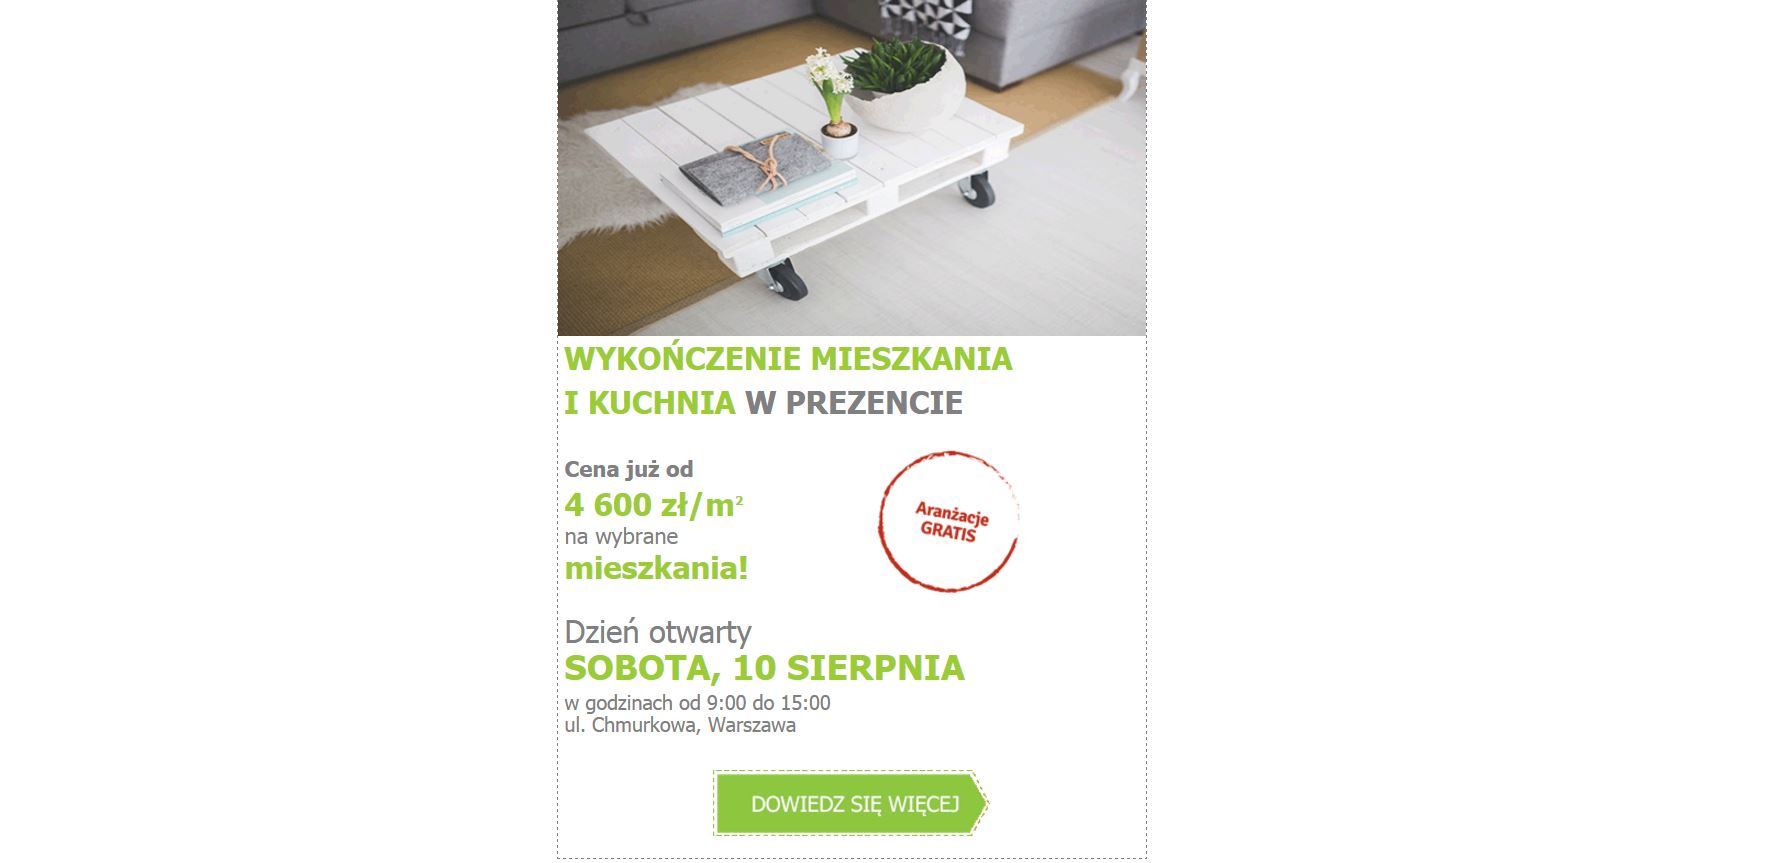 WYKOŃCZENIE MIESZKANIA
I KUCHNIA W PREZENCIE
Cena już od
4 600 zł/m²
na wybrane
mieszkania!
Aranżacje
GRATIS
Dzień otwarty
SOBOTA, 10 SIERPNIA
w godzinach od 9:00 do 15:00
ul. Chmurkowa, Warszawa
DOWIEDZ SIĘ WIĘCEJ